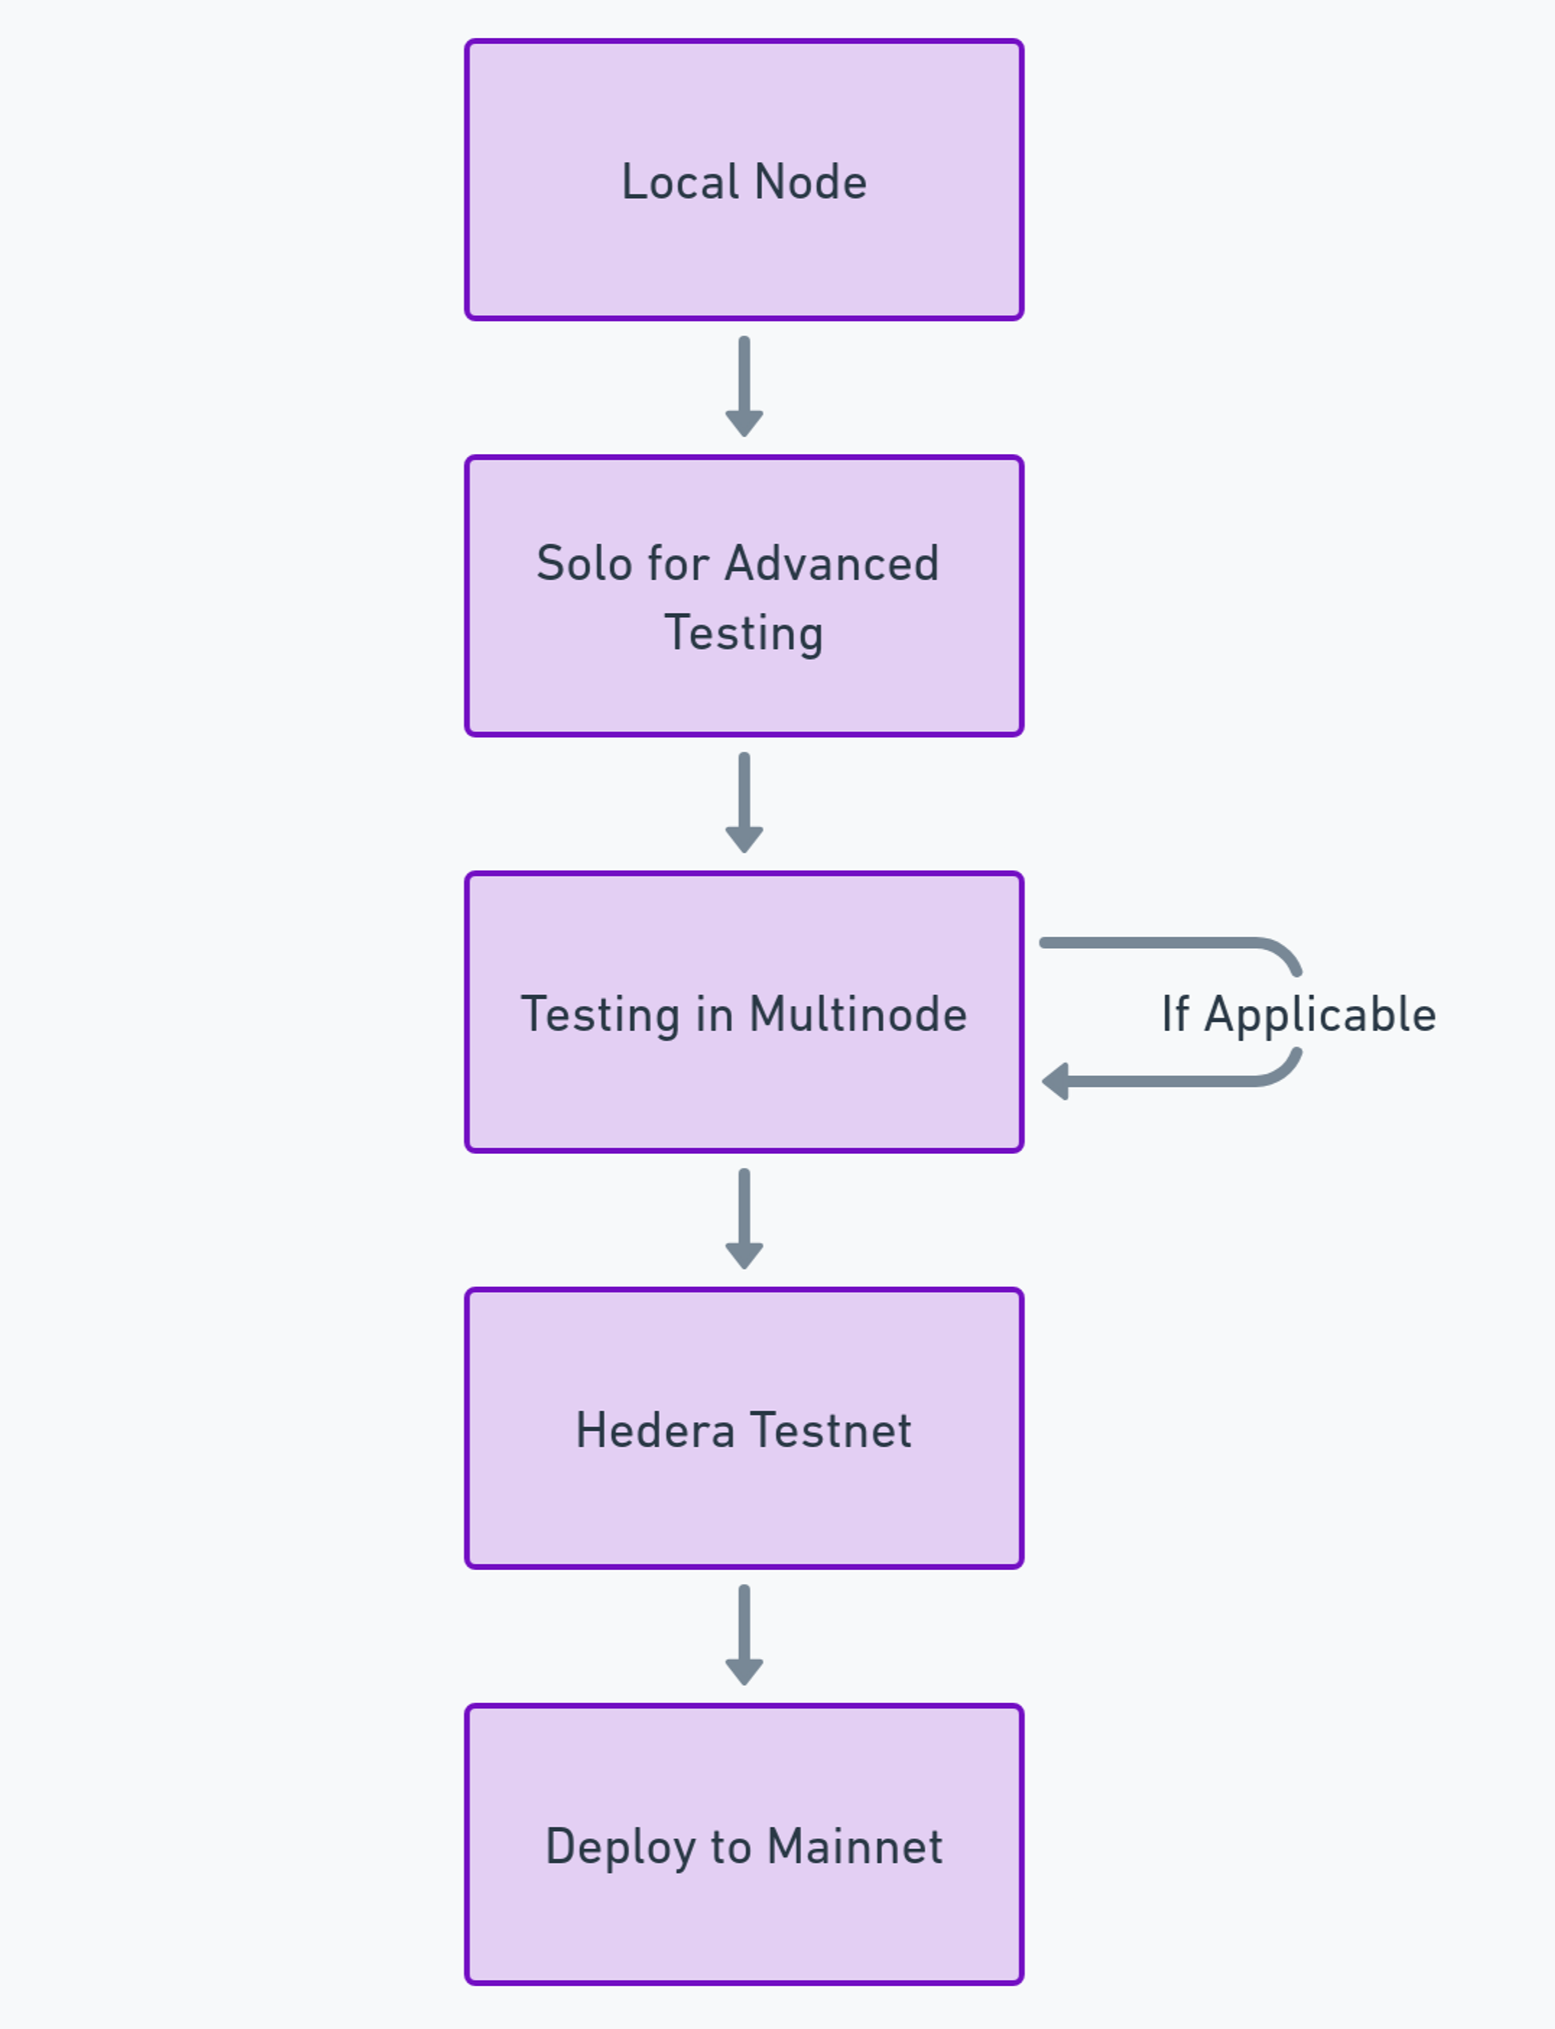 Local Node
Solo for Advanced
Testing
Testing in Multinode
If Applicable
Hedera Testnet
Deploy to Mainnet